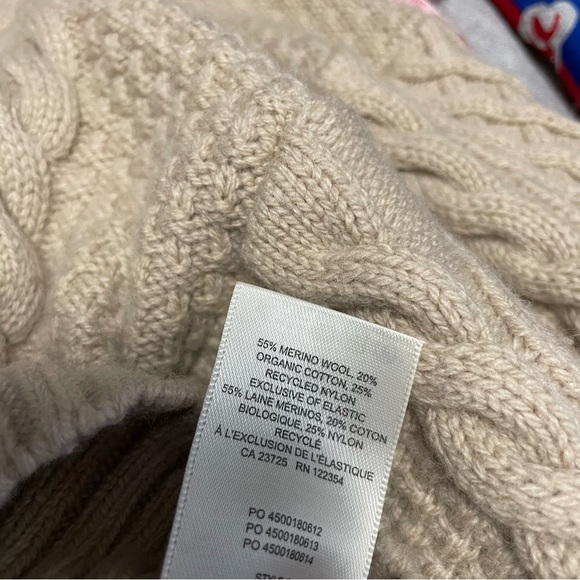 55% MERINO WOOL, 20%
ORGANIC COTTON, 25%
RECYCLED NYLON
EXCLUSIVE OF ELASTIC
55% LAINE MERINOS, 20% COTON
BIOLOGIQUE, 25% NYLON
RECYCLÉ
À L'EXCLUSION DE L'ÉLASTIQUE
CA 23725 RN 122354
PO 4500180612
PO 4500180613
PO 4500180614
STYLE